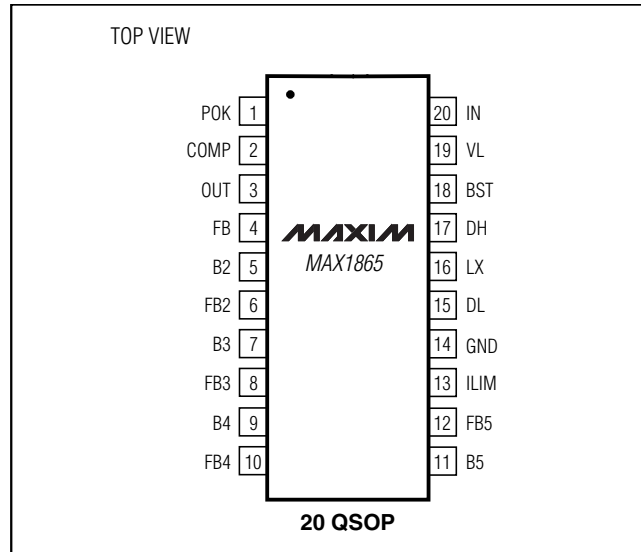 TOP VIEW
POK 1 20 IN
COMP 2 19 VL
OUT 3 18 BST
FB 4 17 DH
MAXIM
B2 5 MAX1865 16 LX
FB2 6 15 DL
B3 7 14 GND
FB3 8 13 ILIM
B4 9 12 FB5
FB4 10 11 B5
20 QSOP